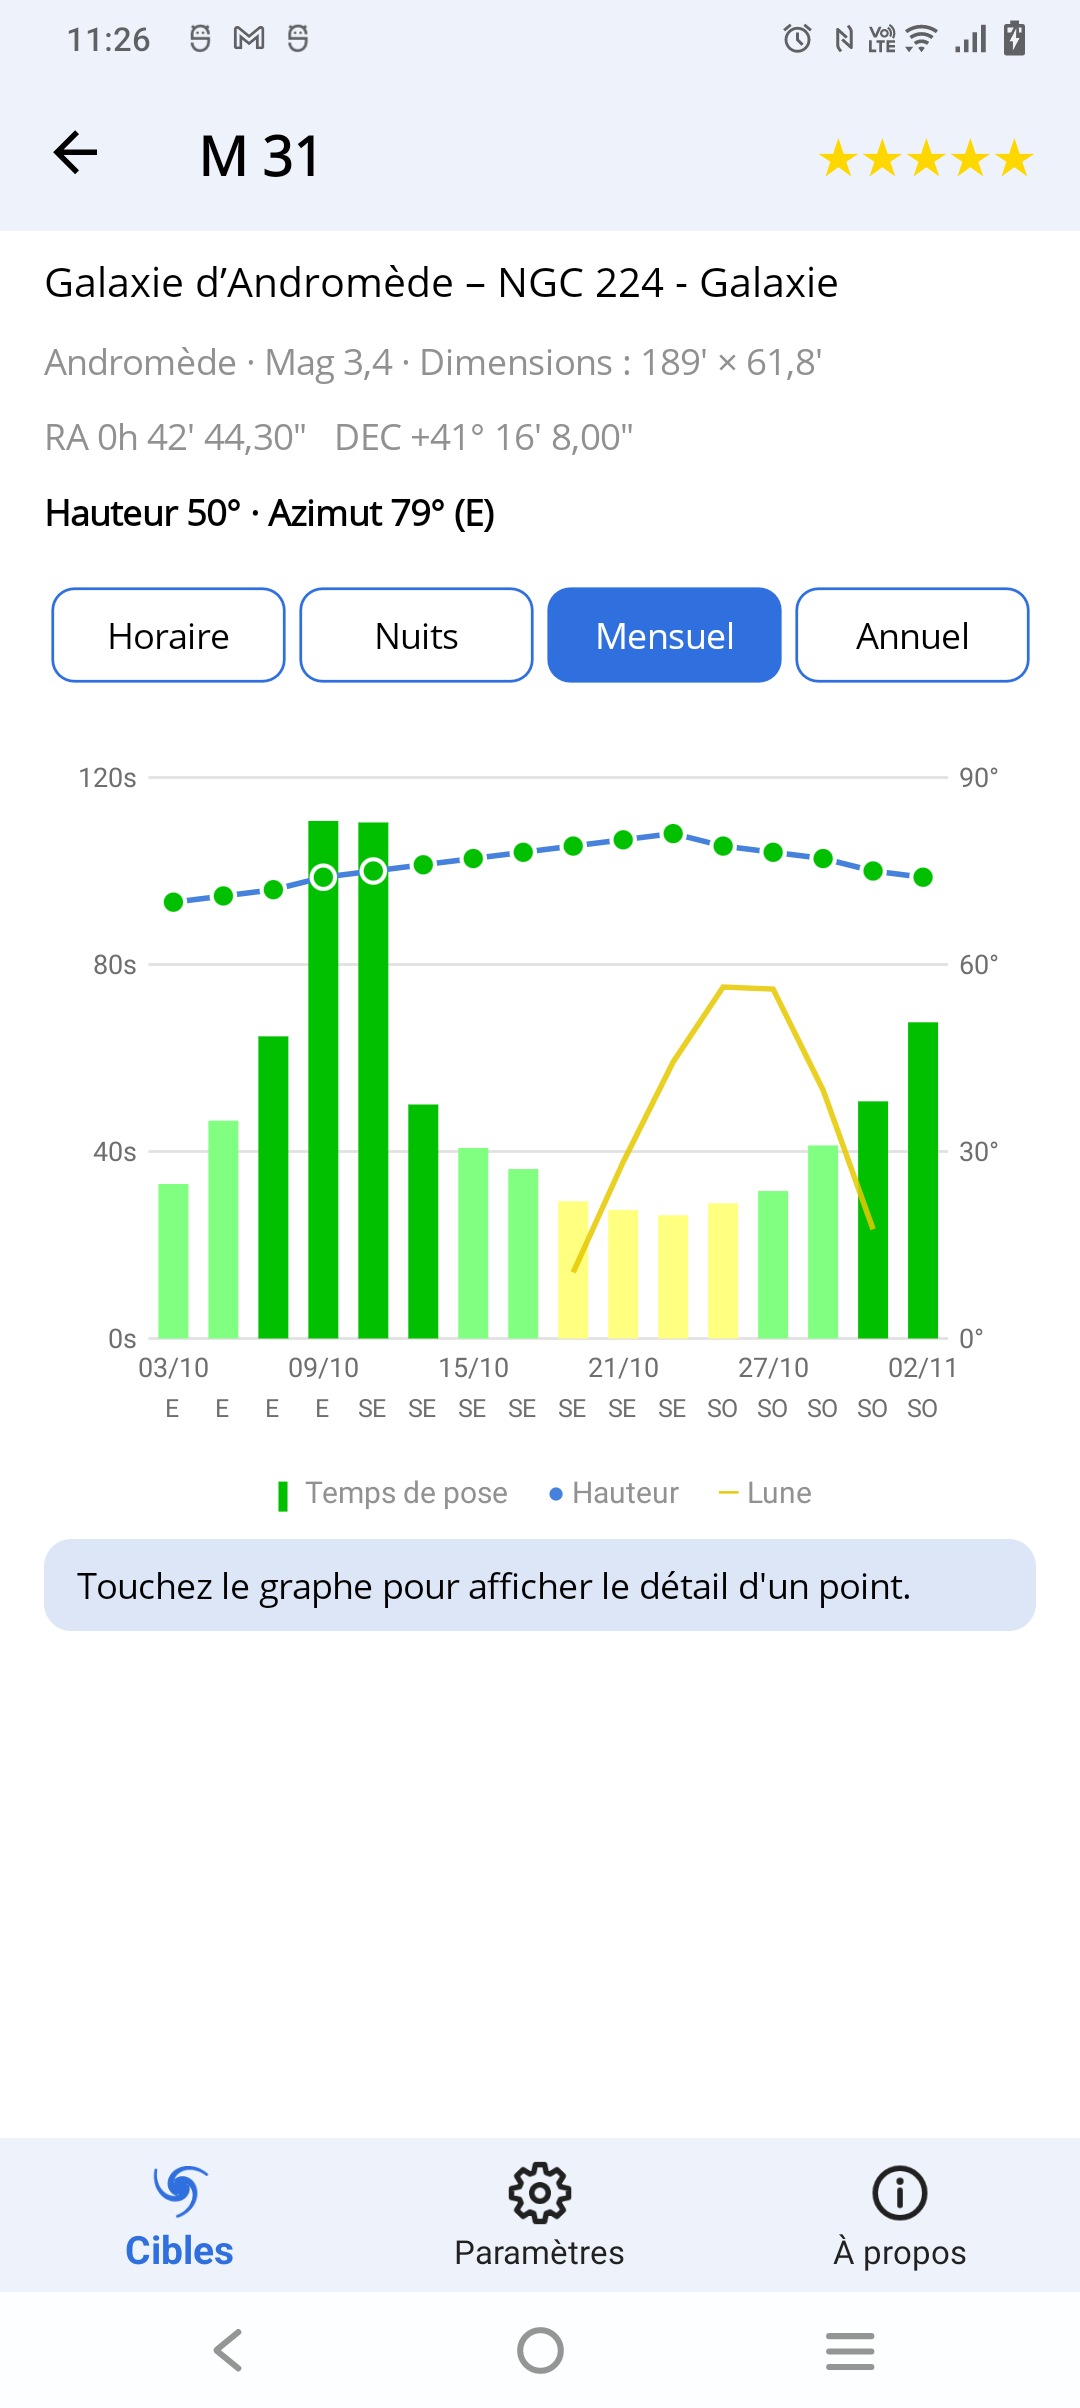 11:26
Vo)) LTE
M 31 ★★★★★
Galaxie d’Andromède – NGC 224 - Galaxie
Andromède · Mag 3,4 · Dimensions : 189' × 61,8'
RA 0h 42' 44,30" DEC +41° 16' 8,00"
Hauteur 50° · Azimut 79° (E)
Horaire Nuits Mensuel Annuel
120s 90°
80s 60°
40s 30°
0s 0°
03/10 09/10 15/10 21/10 27/10 02/11
E E E E SE SE SE SE SE SE SE SO SO SO SO SO
Temps de pose Hauteur Lune
Touchez le graphe pour afficher le détail d'un point.
Cibles Paramètres À propos